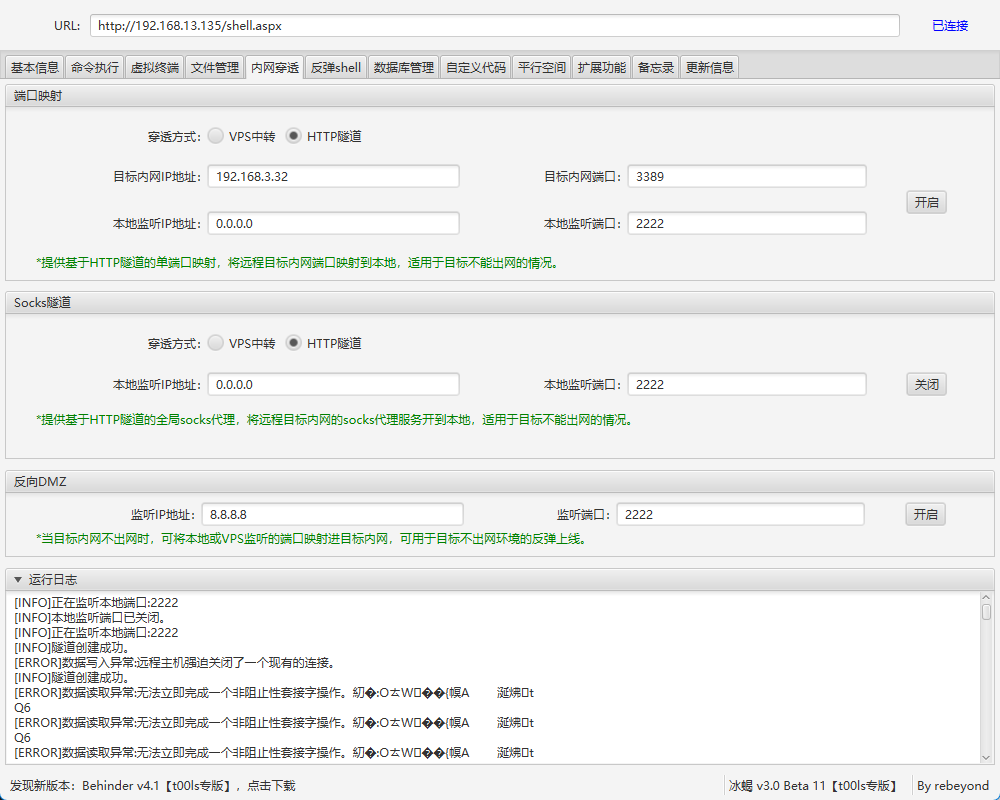 URL: http://192.168.13.135/shell.aspx 已连接
基本信息 命令执行 虚拟终端 文件管理 内网穿透 反弹shell 数据库管理 自定义代码 平行空间 扩展功能 备忘录 更新信息
端口映射
穿透方式: VPS中转 HTTP隧道
目标内网IP地址: 192.168.3.32 目标内网端口: 3389
开启
本地监听IP地址: 0.0.0.0 本地监听端口: 2222
*提供基于HTTP隧道的单端口映射，将远程目标内网端口映射到本地，适用于目标不能出网的情况。
Socks隧道
穿透方式: VPS中转 HTTP隧道
本地监听IP地址: 0.0.0.0 本地监听端口: 2222 关闭
*提供基于HTTP隧道的全局socks代理，将远程目标内网的socks代理服务开到本地，适用于目标不能出网的情况。
反向DMZ
监听IP地址: 8.8.8.8 监听端口: 2222 开启
*当目标内网不出网时，可将本地或VPS监听的端口映射进目标内网，可用于目标不出网环境的反弹上线。
运行日志
[INFO]正在监听本地端口:2222
[INFO]本地监听端口已关闭。
[INFO]正在监听本地端口:2222
[INFO]隧道创建成功。
[ERROR]数据写入异常:远程主机强迫关闭了一个现有的连接。
[INFO]隧道创建成功。
[ERROR]数据读取异常:无法立即完成一个非阻止性套接字操作。
Q6
[ERROR]数据读取异常:无法立即完成一个非阻止性套接字操作。
Q6
[ERROR]数据读取异常:无法立即完成一个非阻止性套接字操作。
发现新版本：Behinder v4.1【t00ls专版】，点击下载 冰蝎 v3.0 Beta 11【t00ls专版】 By rebeyond